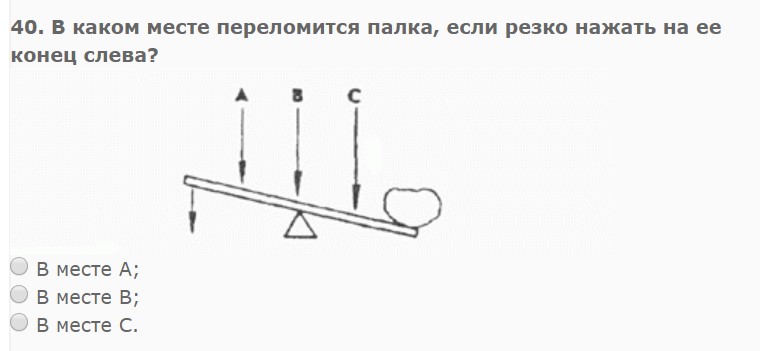 40. В каком месте переломится палка, если резко нажать на ее
конец слева?
A B C
В месте А;
В месте В;
В месте С.